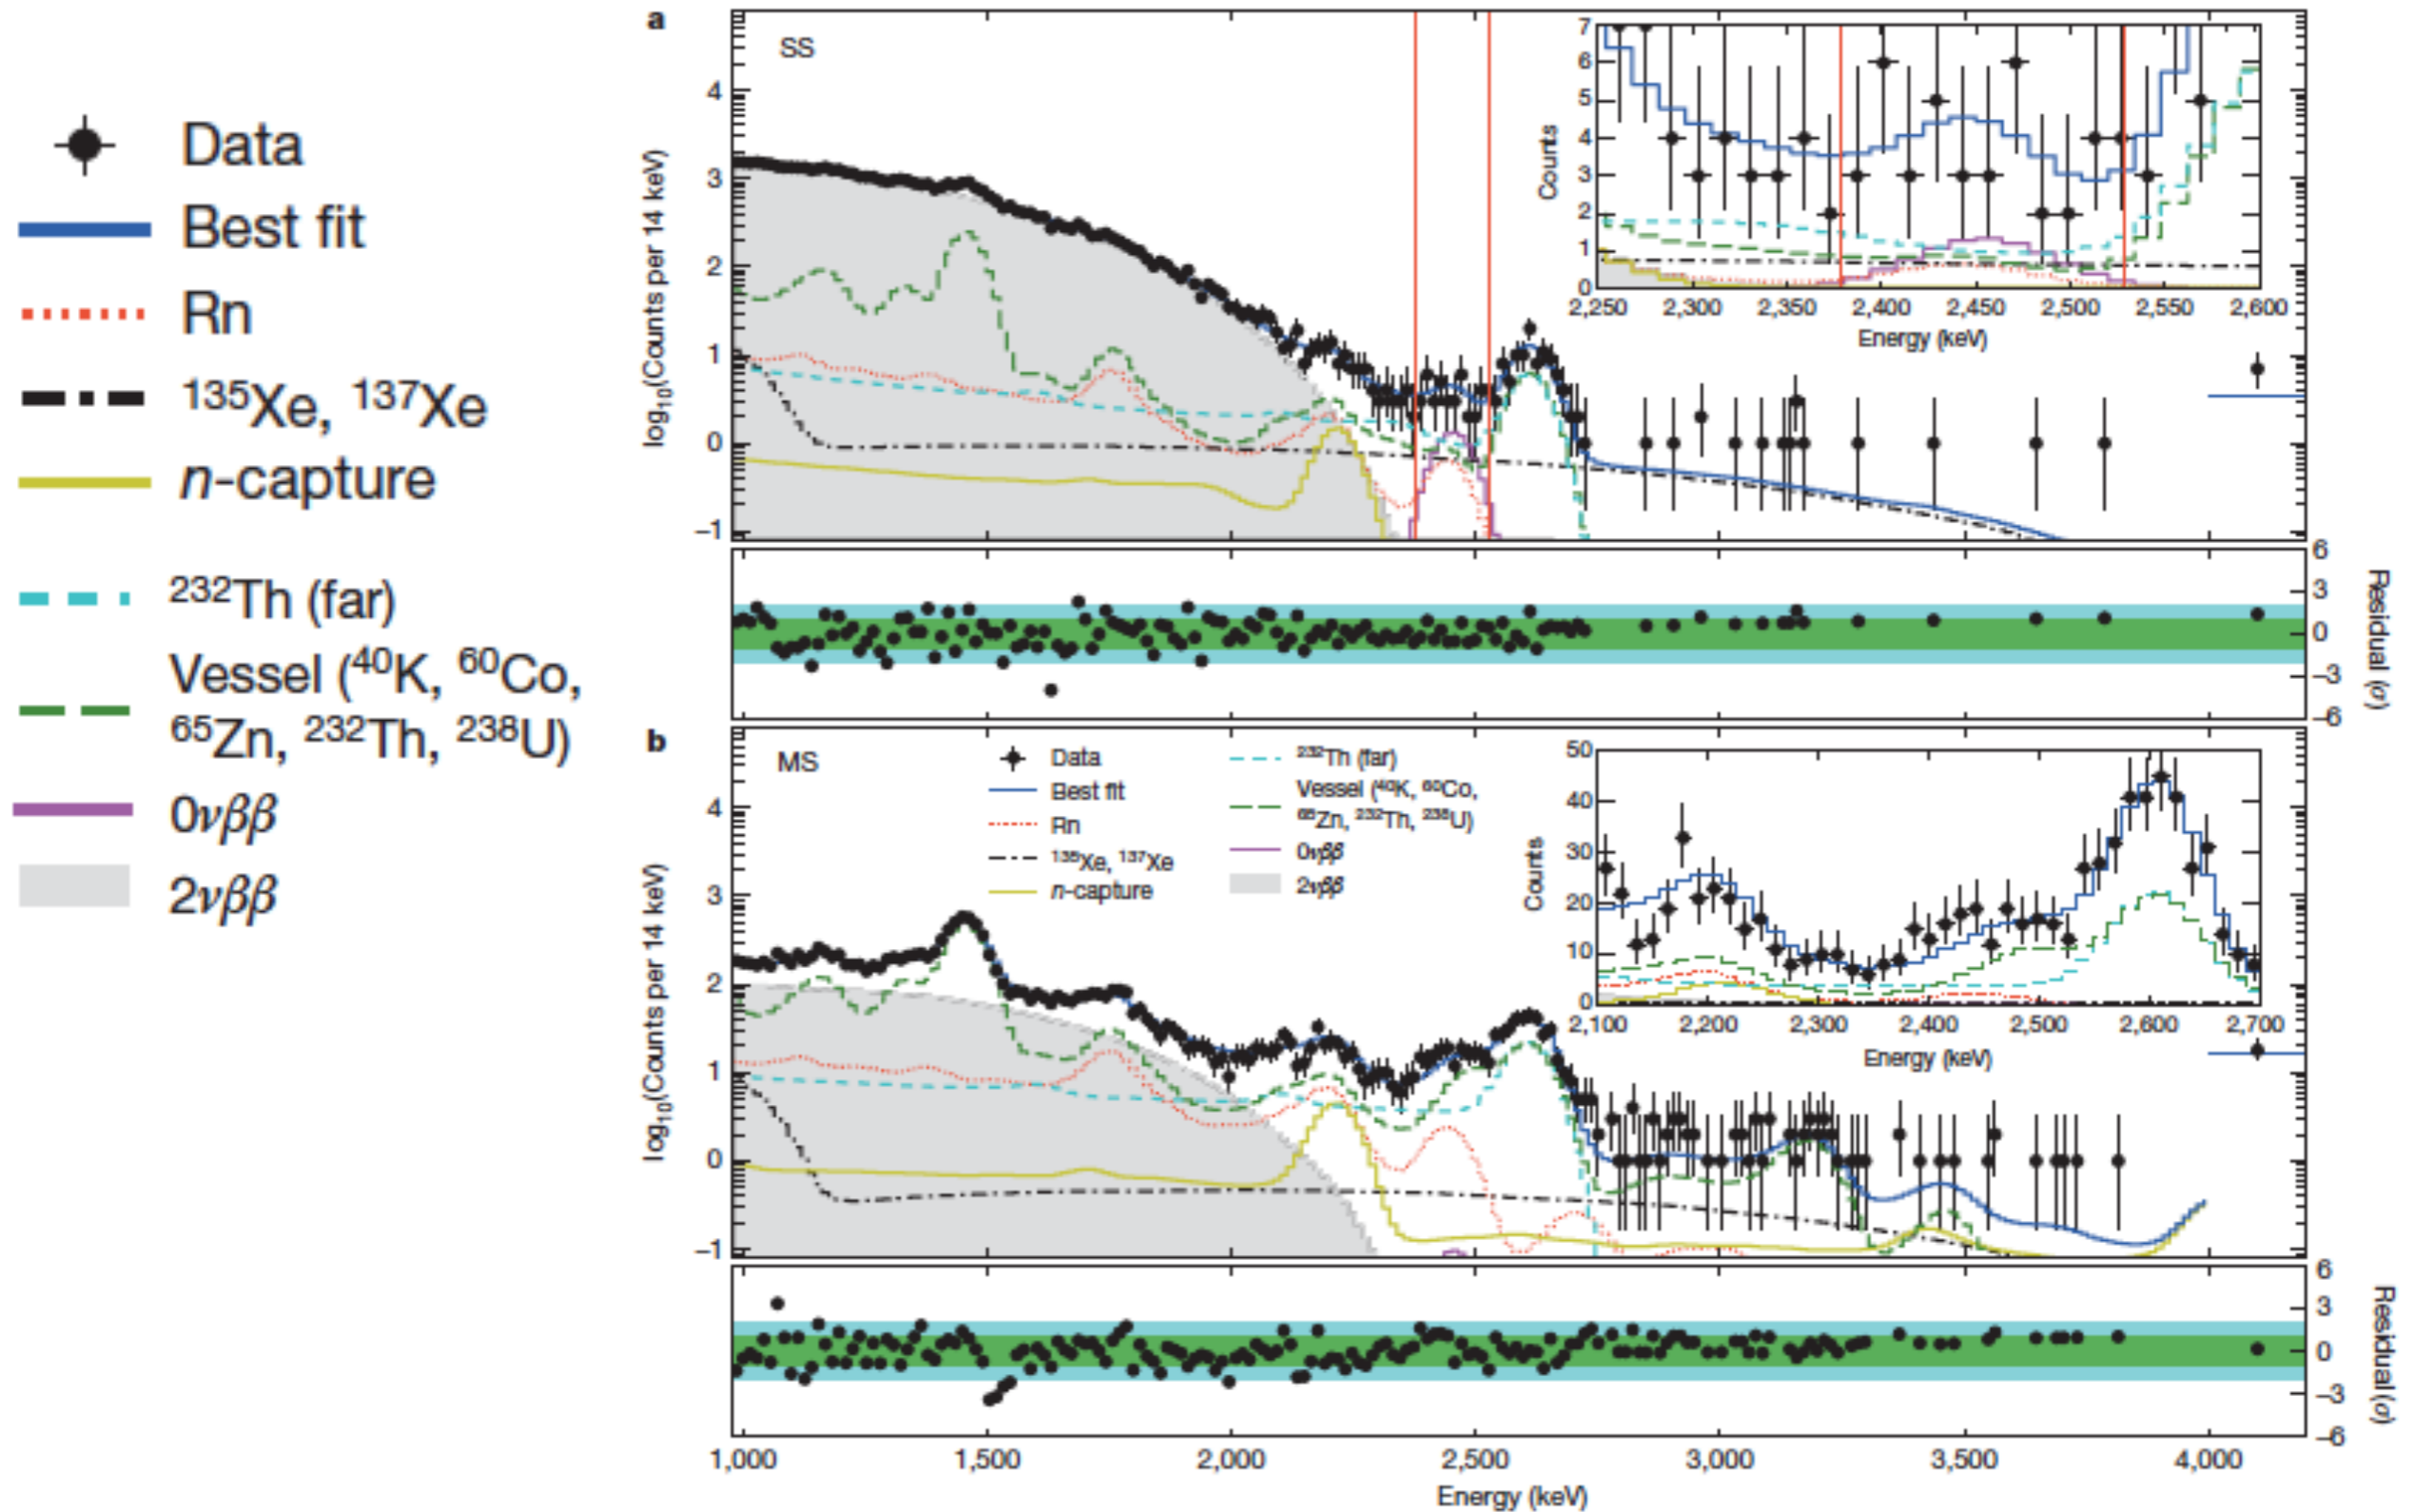 Data
Best fit
Rn
¹³⁵Xe, ¹³⁷Xe
n-capture
²³²Th (far)
Vessel (⁴⁰K, ⁶⁰Co,
⁶⁵Zn, ²³²Th, ²³⁸U)
0νββ
2νββ
a
SS
log₁₀(Counts per 14 keV)
4
3
2
1
0
–1
Counts
7
6
5
4
3
2
1
0
2,250 2,300 2,350 2,400 2,450 2,500 2,550 2,600
Energy (keV)
6
3
0
–3
–6
Residual (σ)
b
MS
Data
Best fit
Rn
¹³⁵Xe, ¹³⁷Xe
n-capture
²³²Th (far)
Vessel (⁴⁰K, ⁶⁰Co,
⁶⁵Zn, ²³²Th, ²³⁸U)
0νββ
2νββ
log₁₀(Counts per 14 keV)
4
3
2
1
0
–1
Counts
50
40
30
20
10
0
2,100 2,200 2,300 2,400 2,500 2,600 2,700
Energy (keV)
6
3
0
–3
–6
Residual (σ)
1,000 1,500 2,000 2,500 3,000 3,500 4,000
Energy (keV)